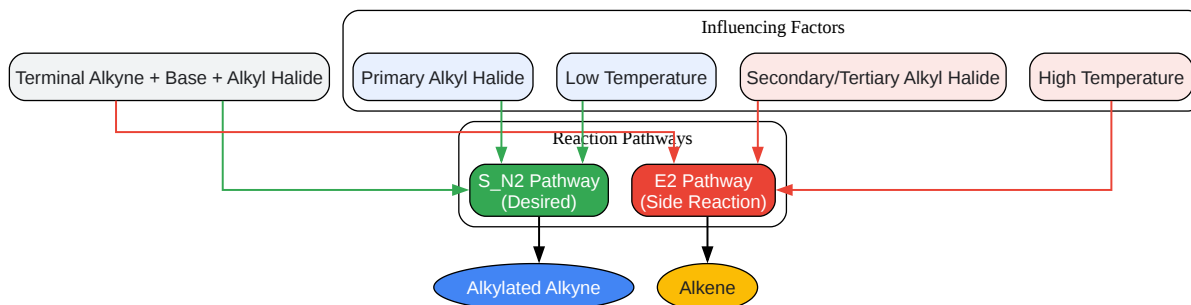 Influencing Factors
Terminal Alkyne + Base + Alkyl Halide
Primary Alkyl Halide
Low Temperature
Secondary/Tertiary Alkyl Halide
High Temperature
Reaction Pathways
S_N2 Pathway
(Desired)
E2 Pathway
(Side Reaction)
Alkylated Alkyne
Alkene